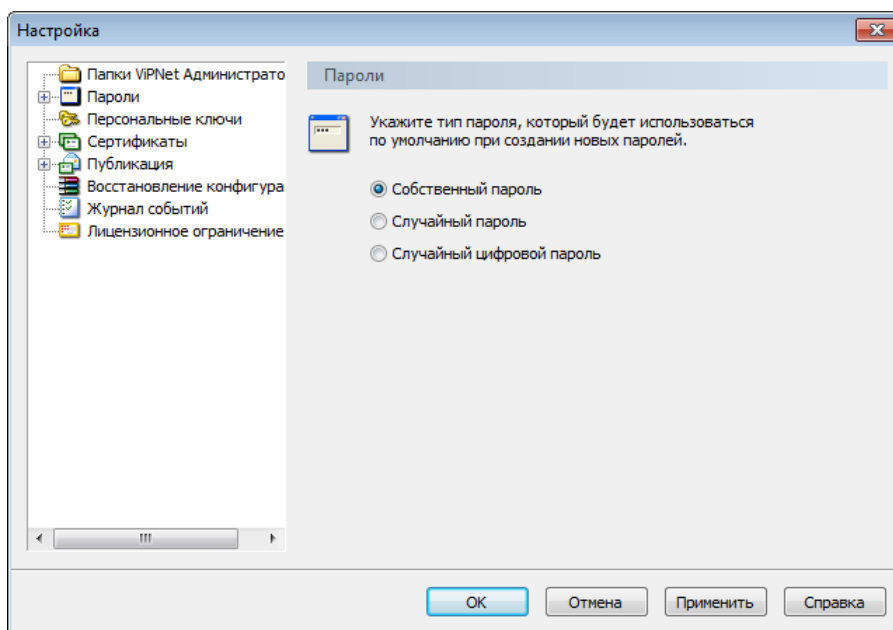 Настройка
Папки ViPNet Администрато
Пароли
Персональные ключи
Сертификаты
Публикация
Восстановление конфигура
Журнал событий
Лицензионное ограничение
Пароли
Укажите тип пароля, который будет использоваться
по умолчанию при создании новых паролей.
Собственный пароль
Случайный пароль
Случайный цифровой пароль
OK
Отмена
Применить
Справка